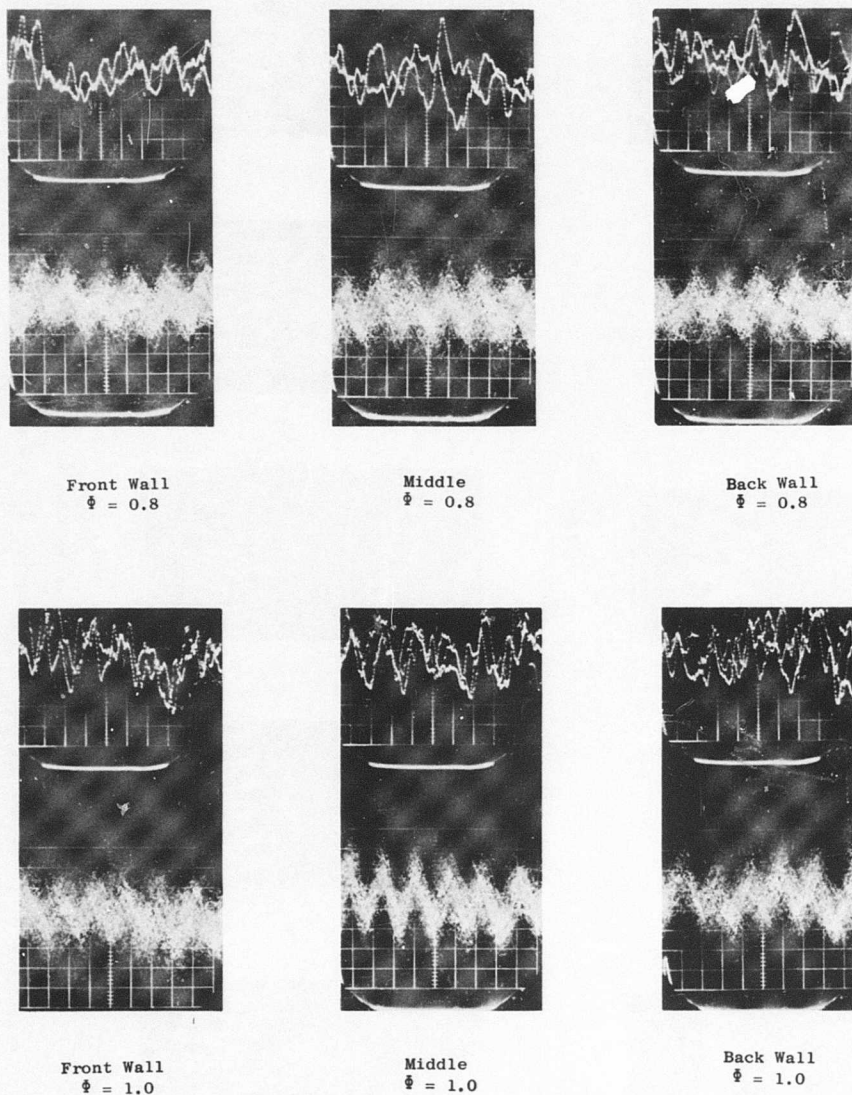 Front Wall
Φ = 0.8
Middle
Φ = 0.8
Back Wall
Φ = 0.8
Front Wall
Φ = 1.0
Middle
Φ = 1.0
Back Wall
Φ = 1.0